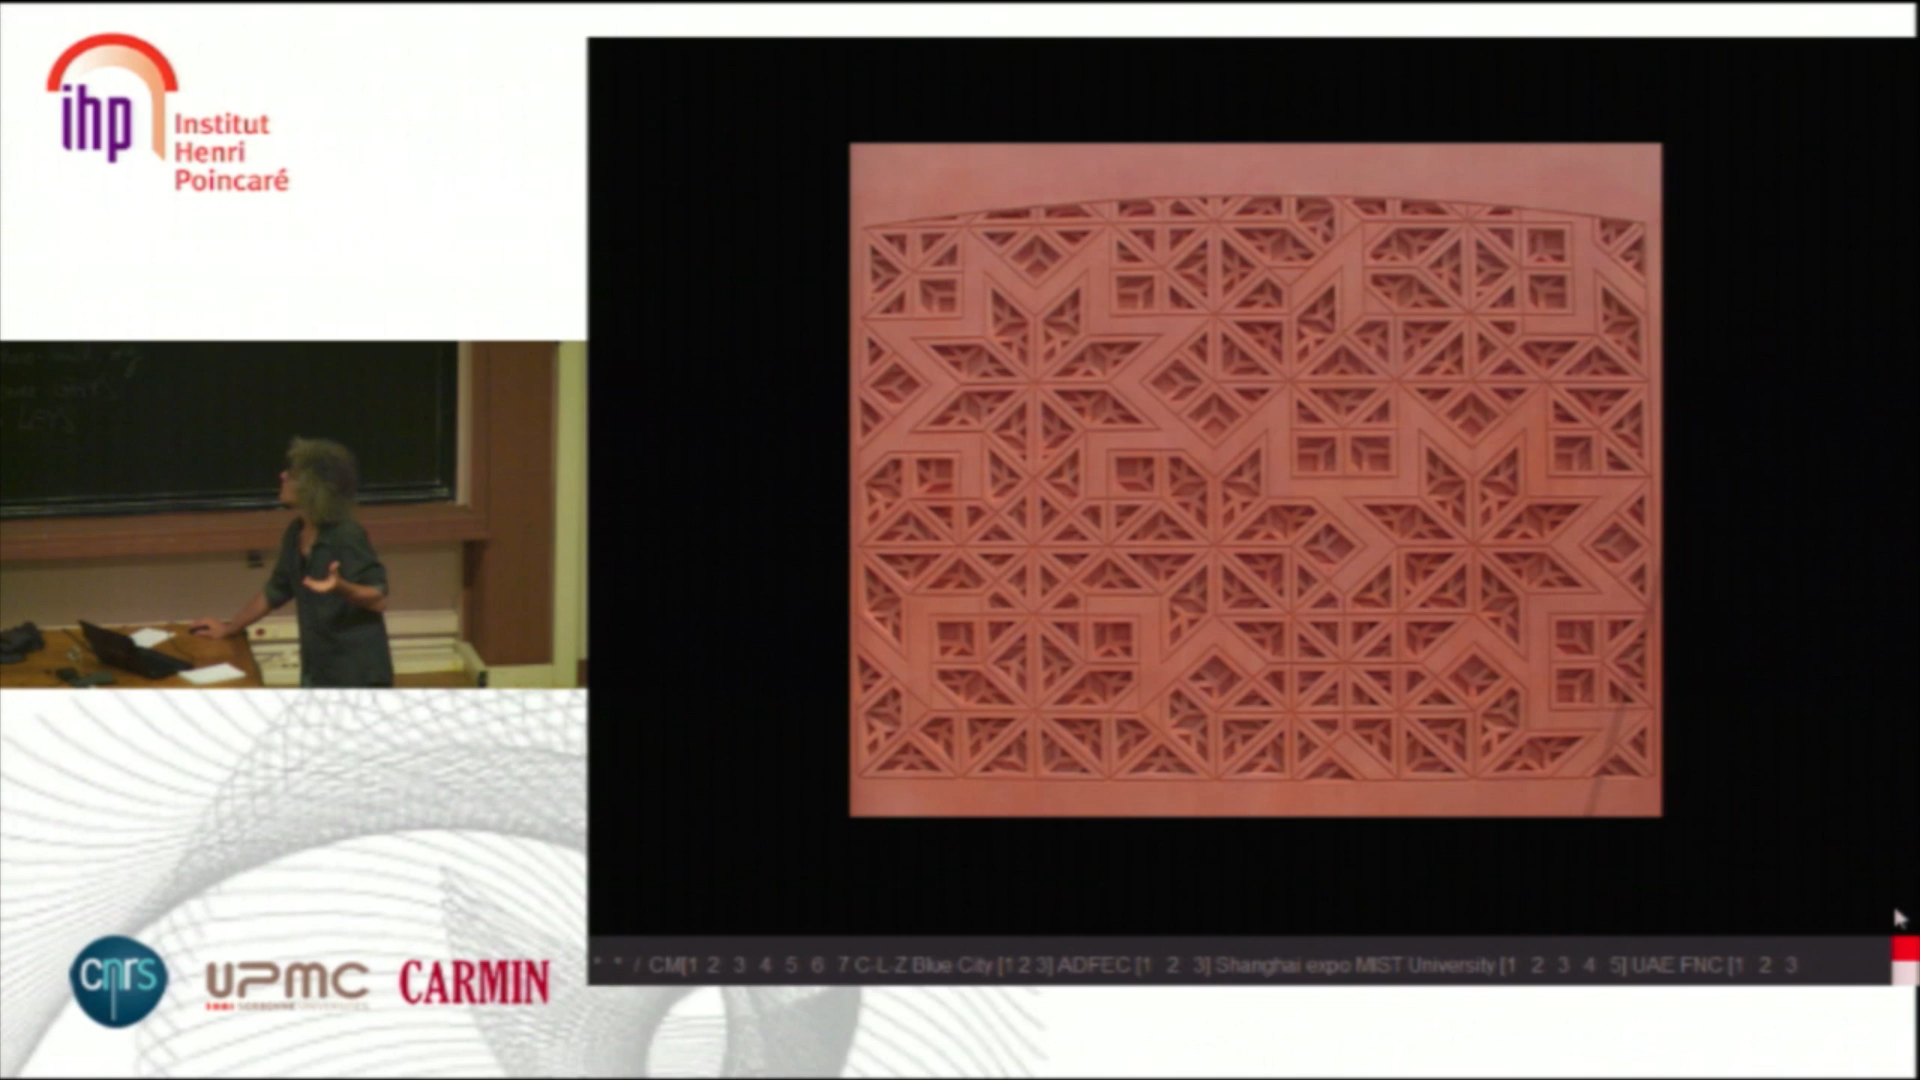 ihp
Institut
Henri
Poincaré
cnrs
UPMC
SORBONNE UNIVERSITÉS
CARMIN
* * / CM[1 2 3 4 5 6 7 C-L-Z Blue City [1 2 3] ADFEC [1 2 3] Shanghai expo MIST University [1 2 3 4 5] UAE FNC [1 2 3